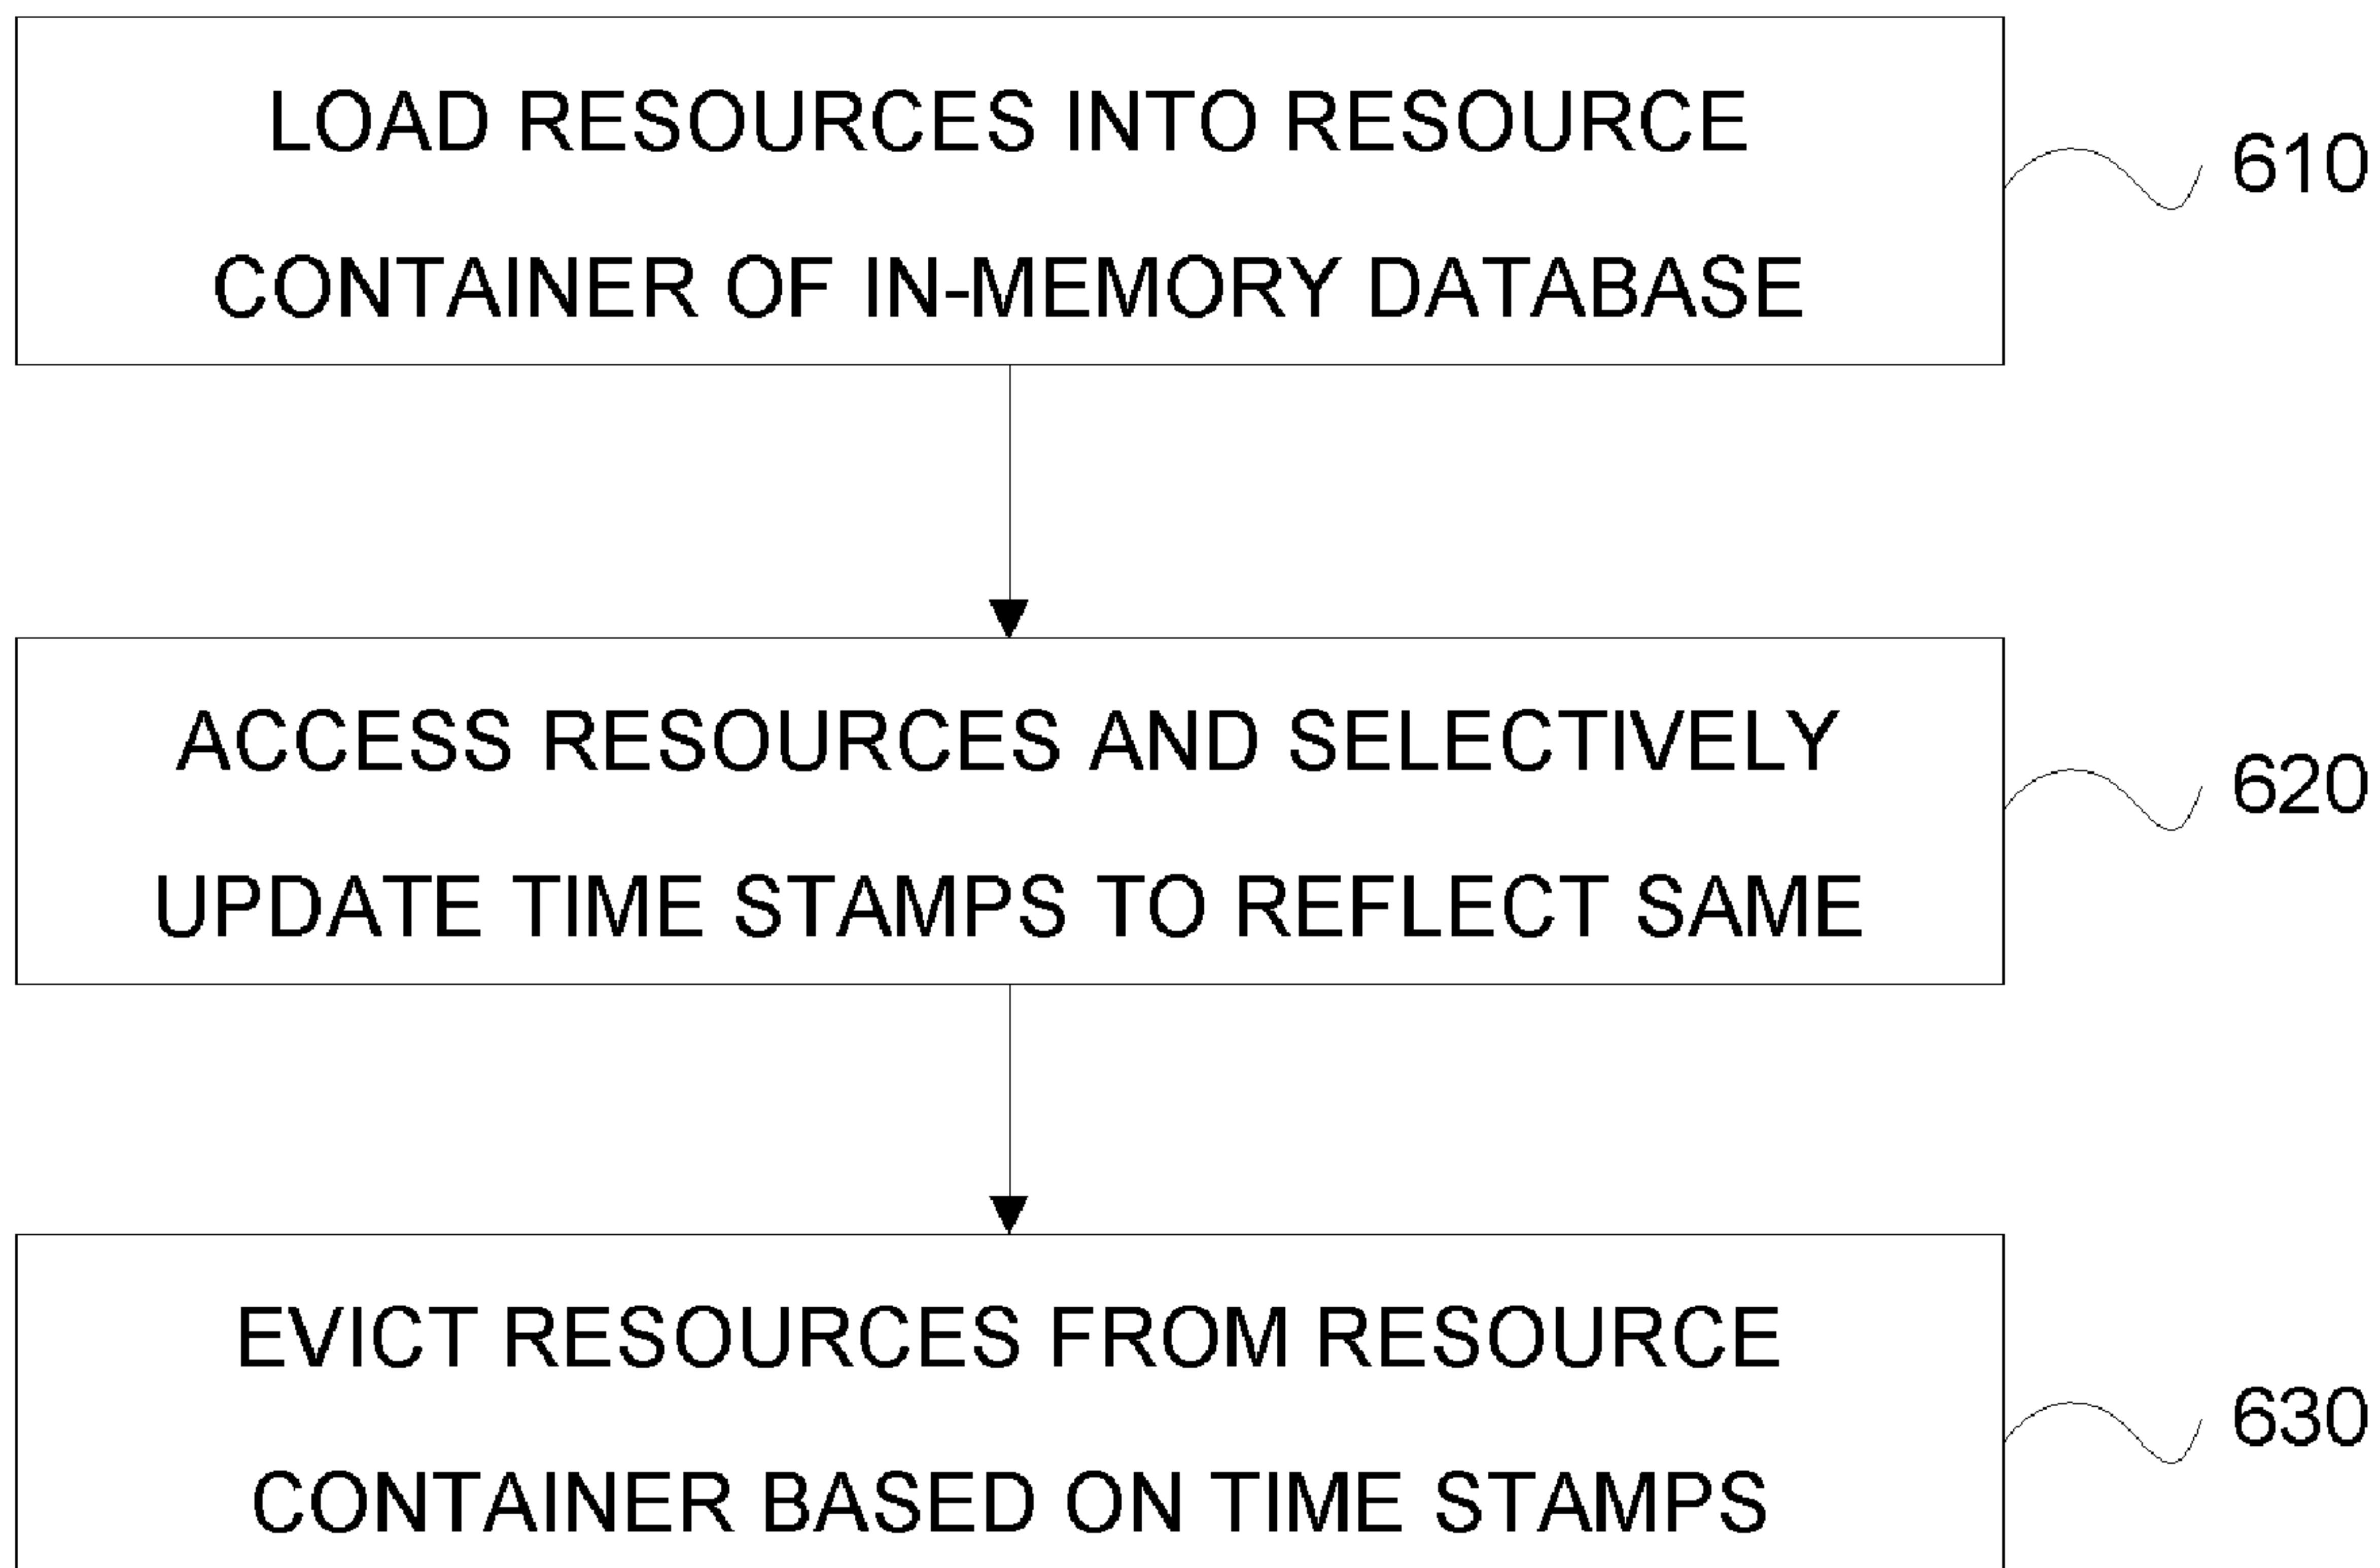 LOAD RESOURCES INTO RESOURCE
CONTAINER OF IN-MEMORY DATABASE
610
ACCESS RESOURCES AND SELECTIVELY
UPDATE TIME STAMPS TO REFLECT SAME
620
EVICT RESOURCES FROM RESOURCE
CONTAINER BASED ON TIME STAMPS
630